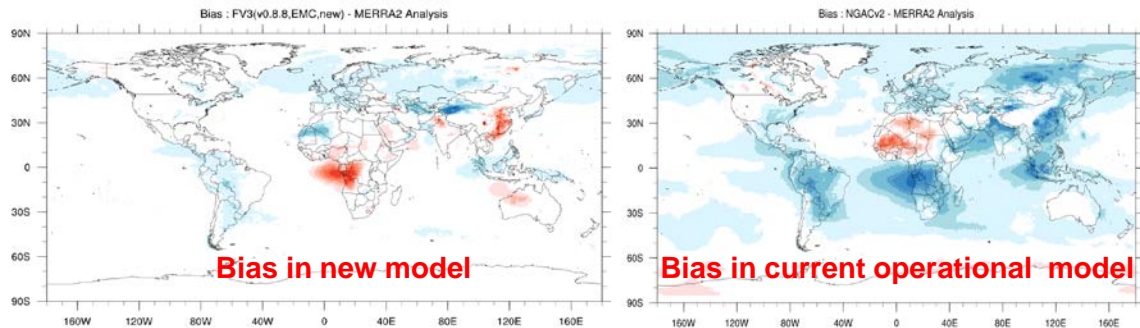 Bias : FV3(v0.8.8,EMC,new) - MERRA2 Analysis
90N
60N
30N
0
30S
60S
90S
160W 120W 80W 40W 0 40E 80E 120E 160E
Bias in new model
Bias : NGACv2 - MERRA2 Analysis
90N
60N
30N
0
30S
60S
90S
160W 120W 80W 40W 0 40E 80E 120E 160E
Bias in current operational model